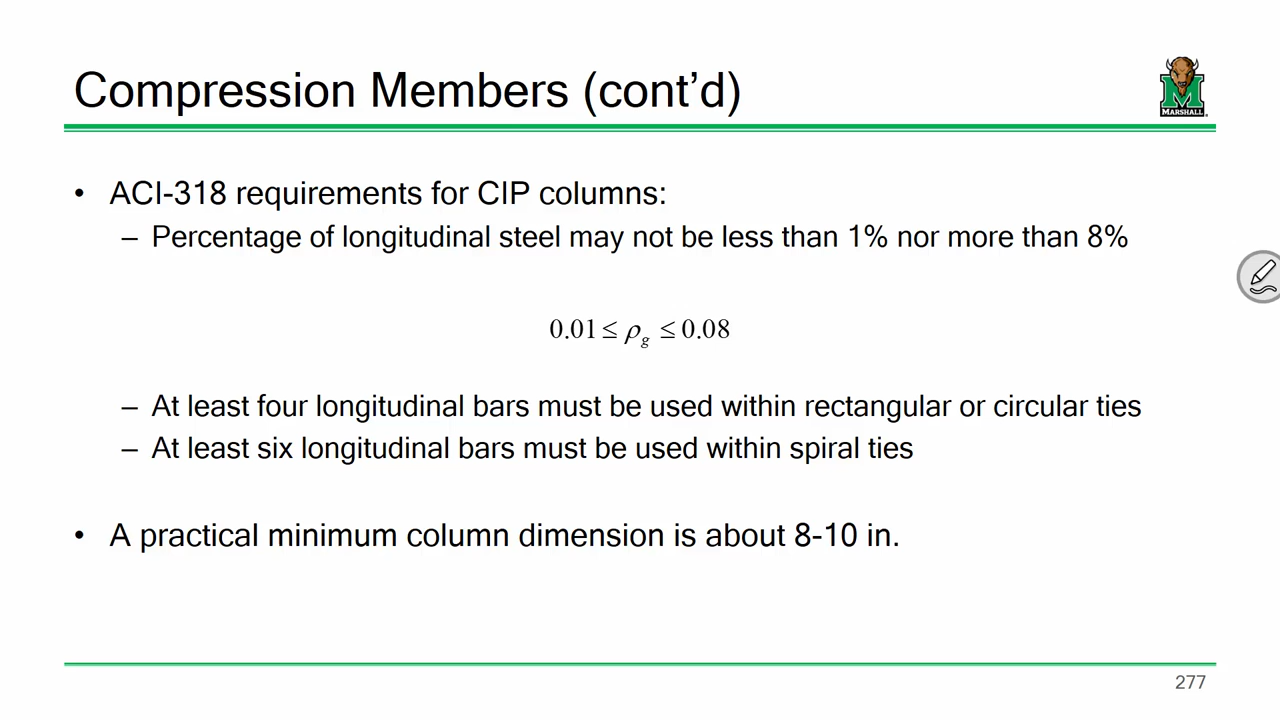 Compression Members (cont’d)
MARSHALL
• ACI-318 requirements for CIP columns:
– Percentage of longitudinal steel may not be less than 1% nor more than 8%
0.01 ≤ ρg ≤ 0.08
– At least four longitudinal bars must be used within rectangular or circular ties
– At least six longitudinal bars must be used within spiral ties
• A practical minimum column dimension is about 8-10 in.
277